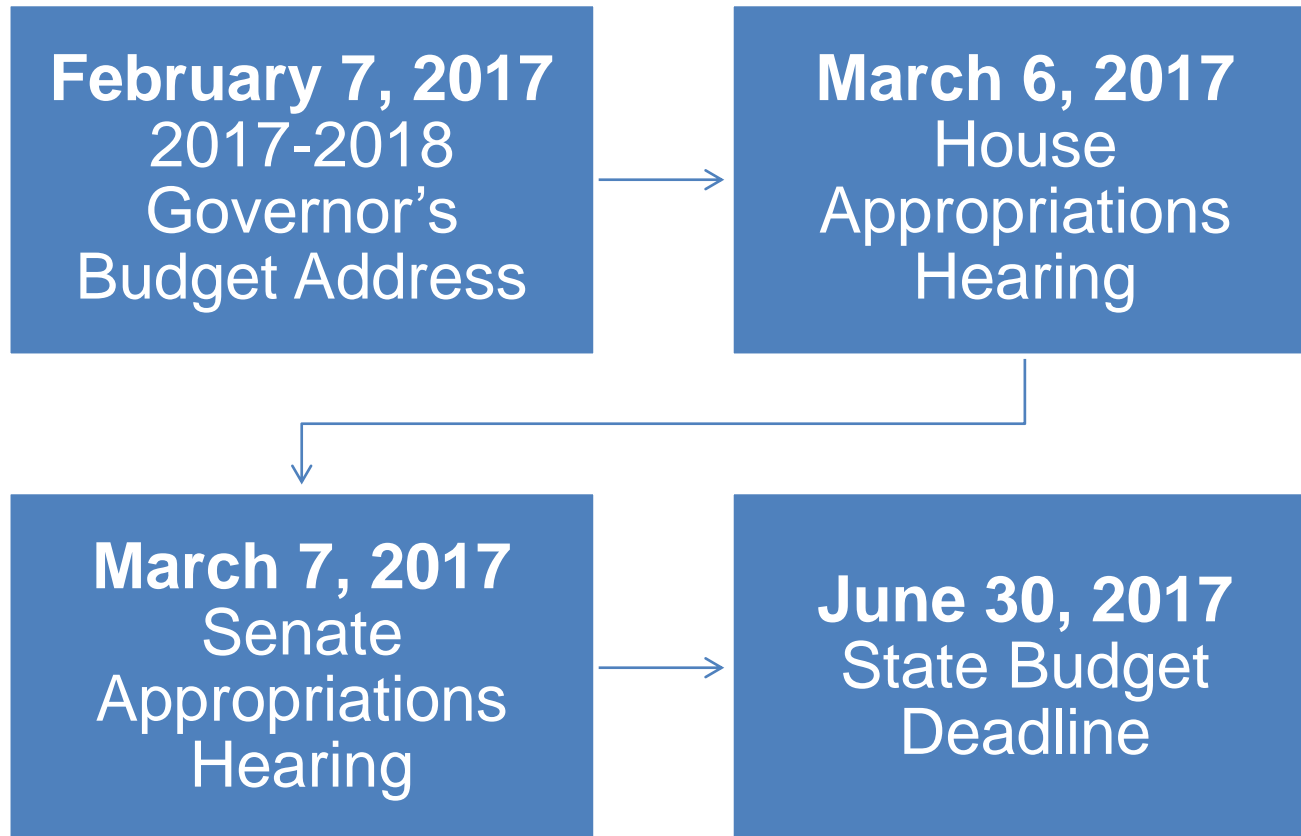 February 7, 2017
2017-2018
Governor’s
Budget Address
March 6, 2017
House
Appropriations
Hearing
March 7, 2017
Senate
Appropriations
Hearing
June 30, 2017
State Budget
Deadline